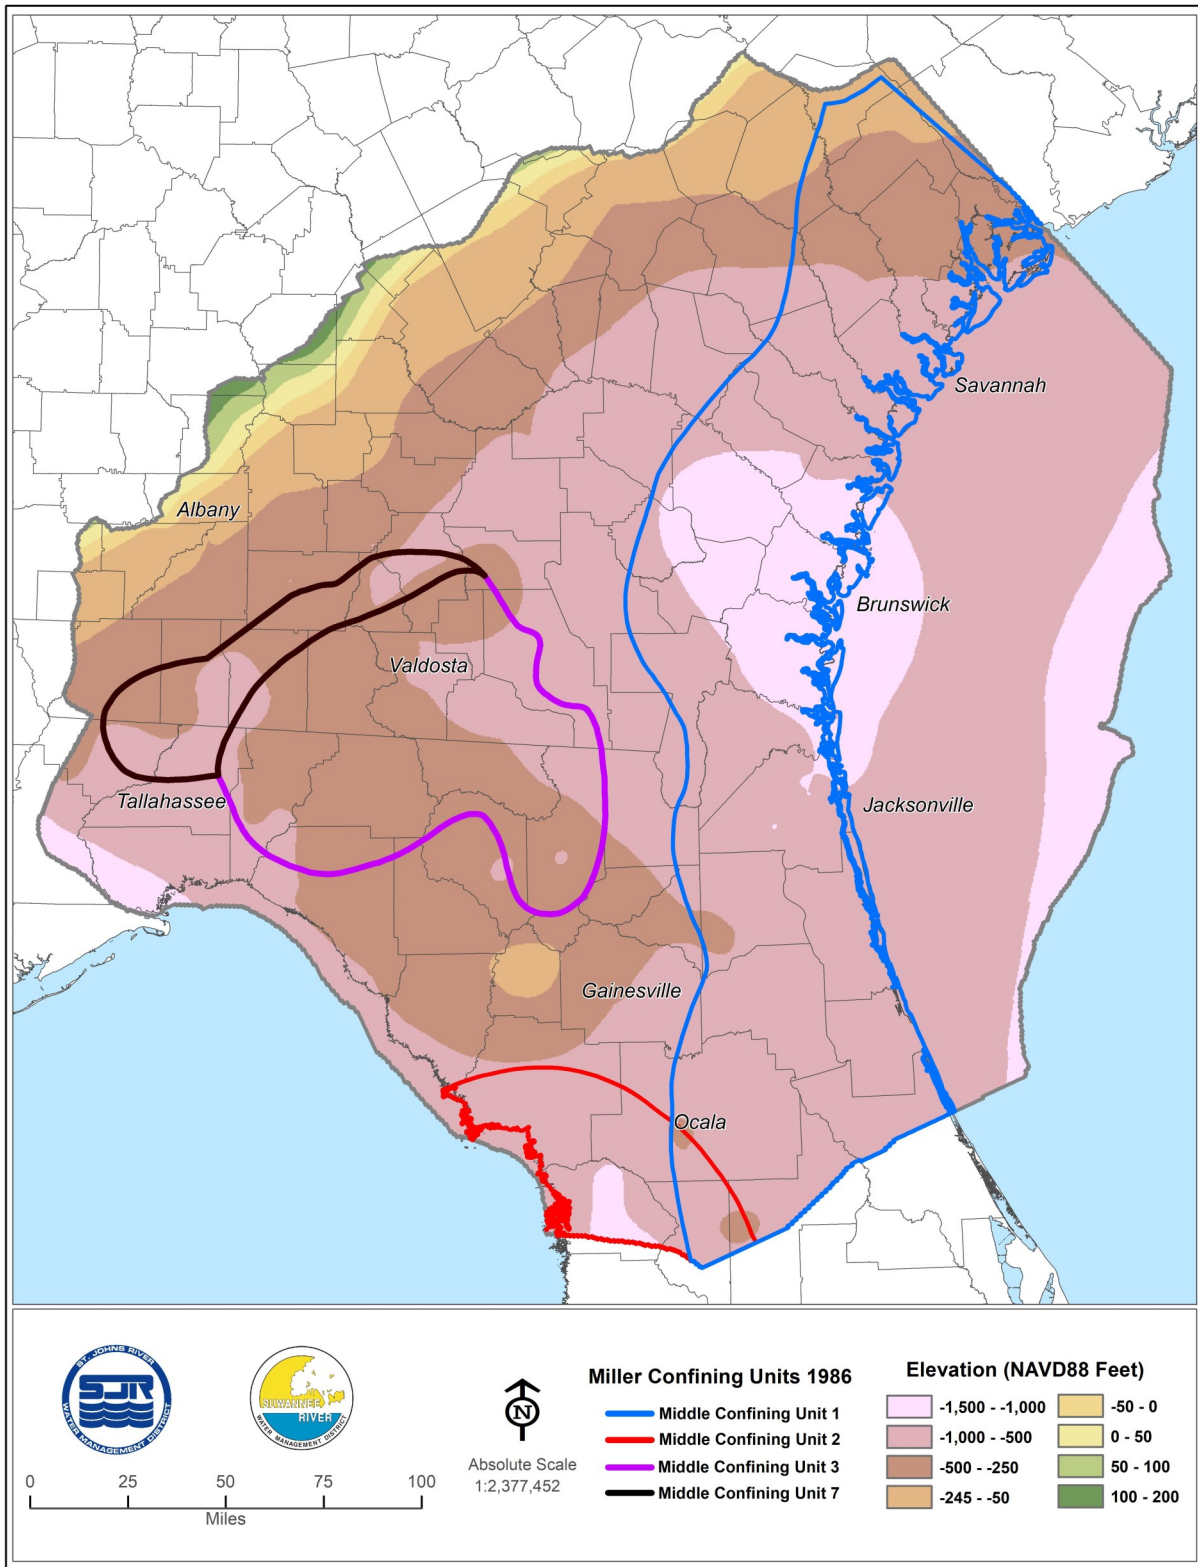 Savannah
Albany
Brunswick
Valdosta
Tallahassee
Jacksonville
Gainesville
Ocala
ST. JOHNS RIVER
SJR
WATER MANAGEMENT DISTRICT
SUWANNEE
RIVER
WATER MANAGEMENT DISTRICT
N
Absolute Scale
1:2,377,452
0 25 50 75 100
Miles
Miller Confining Units 1986
Middle Confining Unit 1
Middle Confining Unit 2
Middle Confining Unit 3
Middle Confining Unit 7
Elevation (NAVD88 Feet)
-1,500 - -1,000
-1,000 - -500
-500 - -250
-245 - -50
-50 - 0
0 - 50
50 - 100
100 - 200